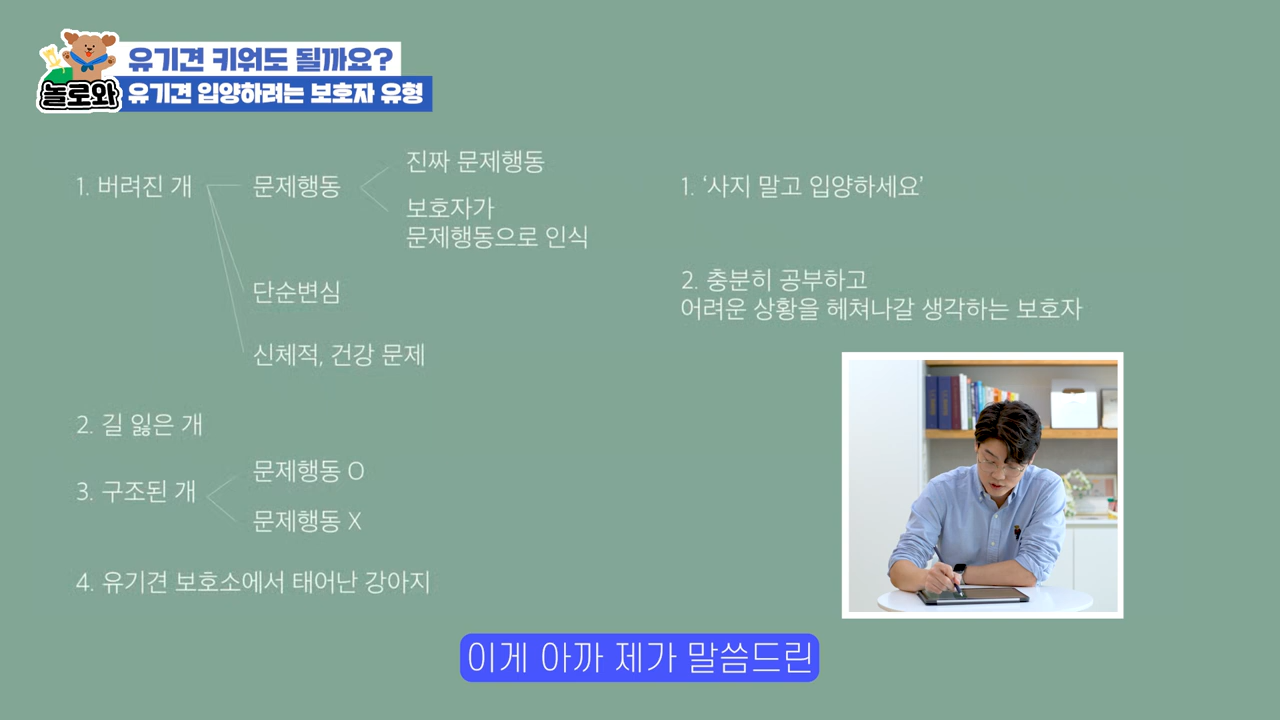 유기견 키워도 될까요?
놀로와
유기견 입양하려는 보호자 유형
1. 버려진 개
문제행동
진짜 문제행동
보호자가
문제행동으로 인식
단순변심
신체적, 건강 문제
2. 길 잃은 개
3. 구조된 개
문제행동 O
문제행동 X
4. 유기견 보호소에서 태어난 강아지
1. ‘사지 말고 입양하세요’
2. 충분히 공부하고
어려운 상황을 헤쳐나갈 생각하는 보호자
이게 아까 제가 말씀드린